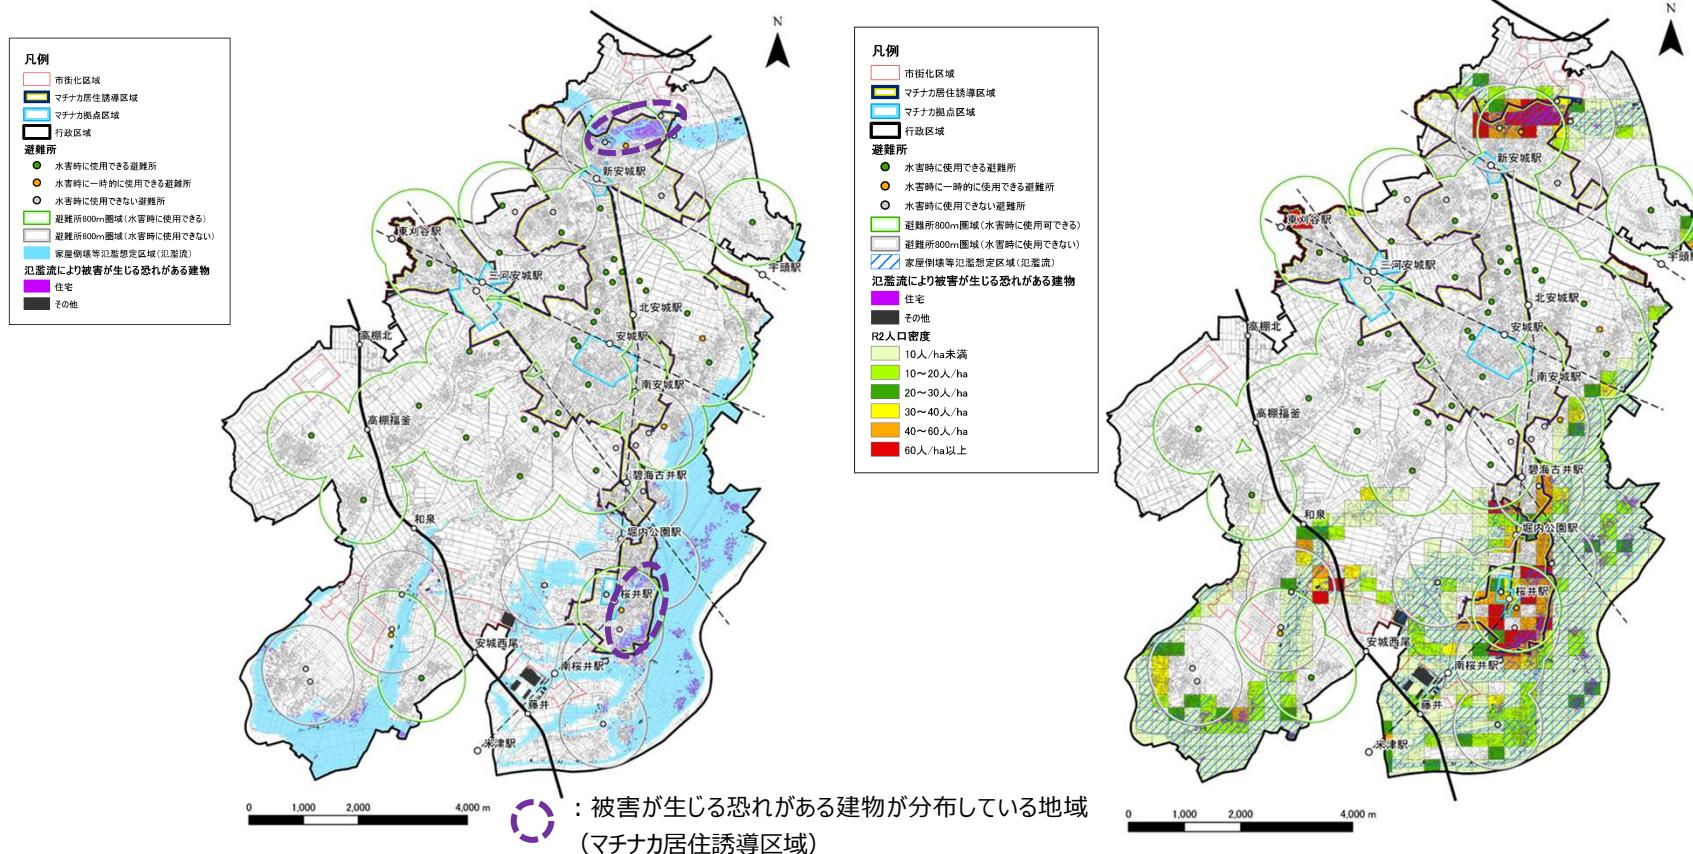 凡例
市街化区域
マチナカ居住誘導区域
マチナカ拠点区域
行政区域
避難所
水害時に使用できる避難所
水害時に一時的に使用できる避難所
水害時に使用できない避難所
避難所800m圏域(水害時に使用できる)
避難所800m圏域(水害時に使用できない)
家屋倒壊等氾濫想定区域(氾濫流)
氾濫流により被害が生じる恐れがある建物
住宅
その他
N
新安城駅
東刈谷駅
三河安城駅
宇頭駅
北安城駅
高棚北
安城駅
南安城駅
高棚福釜
碧海古井駅
和泉
堀内公園駅
桜井駅
安城西尾
南桜井駅
藤井
米津駅
0 1,000 2,000 4,000 m
：被害が生じる恐れがある建物が分布している地域
（マチナカ居住誘導区域）
凡例
市街化区域
マチナカ居住誘導区域
マチナカ拠点区域
行政区域
避難所
水害時に使用できる避難所
水害時に一時的に使用できる避難所
水害時に使用できない避難所
避難所800m圏域(水害時に使用可できる)
避難所800m圏域(水害時に使用できない)
家屋倒壊等氾濫想定区域(氾濫流)
氾濫流により被害が生じる恐れがある建物
住宅
その他
R2人口密度
10人/ha未満
10～20人/ha
20～30人/ha
30～40人/ha
40～60人/ha
60人/ha以上
N
新安城駅
東刈谷駅
三河安城駅
宇頭
北安城駅
高棚北
安城駅
南安城駅
高棚福釜
碧海古井駅
和泉
堀内公園駅
桜井駅
安城西尾
南桜井駅
藤井
米津駅
0 1,000 2,000 4,000 m